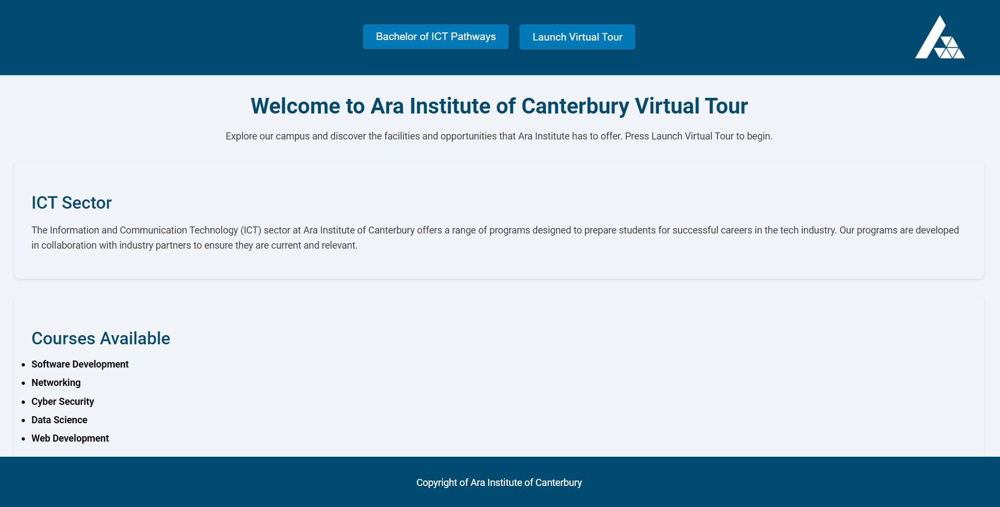 Bachelor of ICT Pathways
Launch Virtual Tour
Welcome to Ara Institute of Canterbury Virtual Tour
Explore our campus and discover the facilities and opportunities that Ara Institute has to offer. Press Launch Virtual Tour to begin.
ICT Sector
The Information and Communication Technology (ICT) sector at Ara Institute of Canterbury offers a range of programs designed to prepare students for successful careers in the tech industry. Our programs are developed
in collaboration with industry partners to ensure they are current and relevant.
Courses Available
• Software Development
• Networking
• Cyber Security
• Data Science
• Web Development
Copyright of Ara Institute of Canterbury